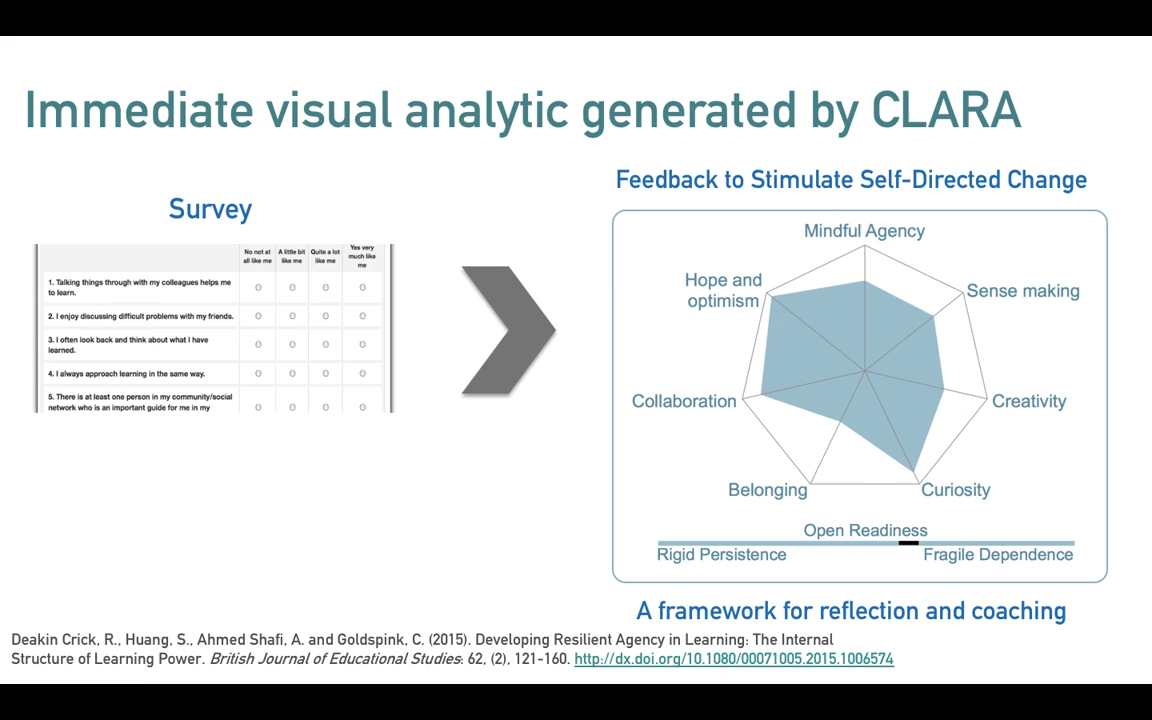 Immediate visual analytic generated by CLARA
Survey
No not at
all like me
A little bit
like me
Quite a lot
like me
Yes very
much like
me
1. Talking things through with my colleagues helps me
to learn.
2. I enjoy discussing difficult problems with my friends.
3. I often look back and think about what I have
learned.
4. I always approach learning in the same way.
5. There is at least one person in my community/social
network who is an important guide for me in my
Feedback to Stimulate Self-Directed Change
Mindful Agency
Hope and
optimism
Sense making
Collaboration
Creativity
Belonging
Curiosity
Open Readiness
Rigid Persistence
Fragile Dependence
A framework for reflection and coaching
Deakin Crick, R., Huang, S., Ahmed Shafi, A. and Goldspink, C. (2015). Developing Resilient Agency in Learning: The Internal
Structure of Learning Power. British Journal of Educational Studies: 62, (2), 121-160. http://dx.doi.org/10.1080/00071005.2015.1006574